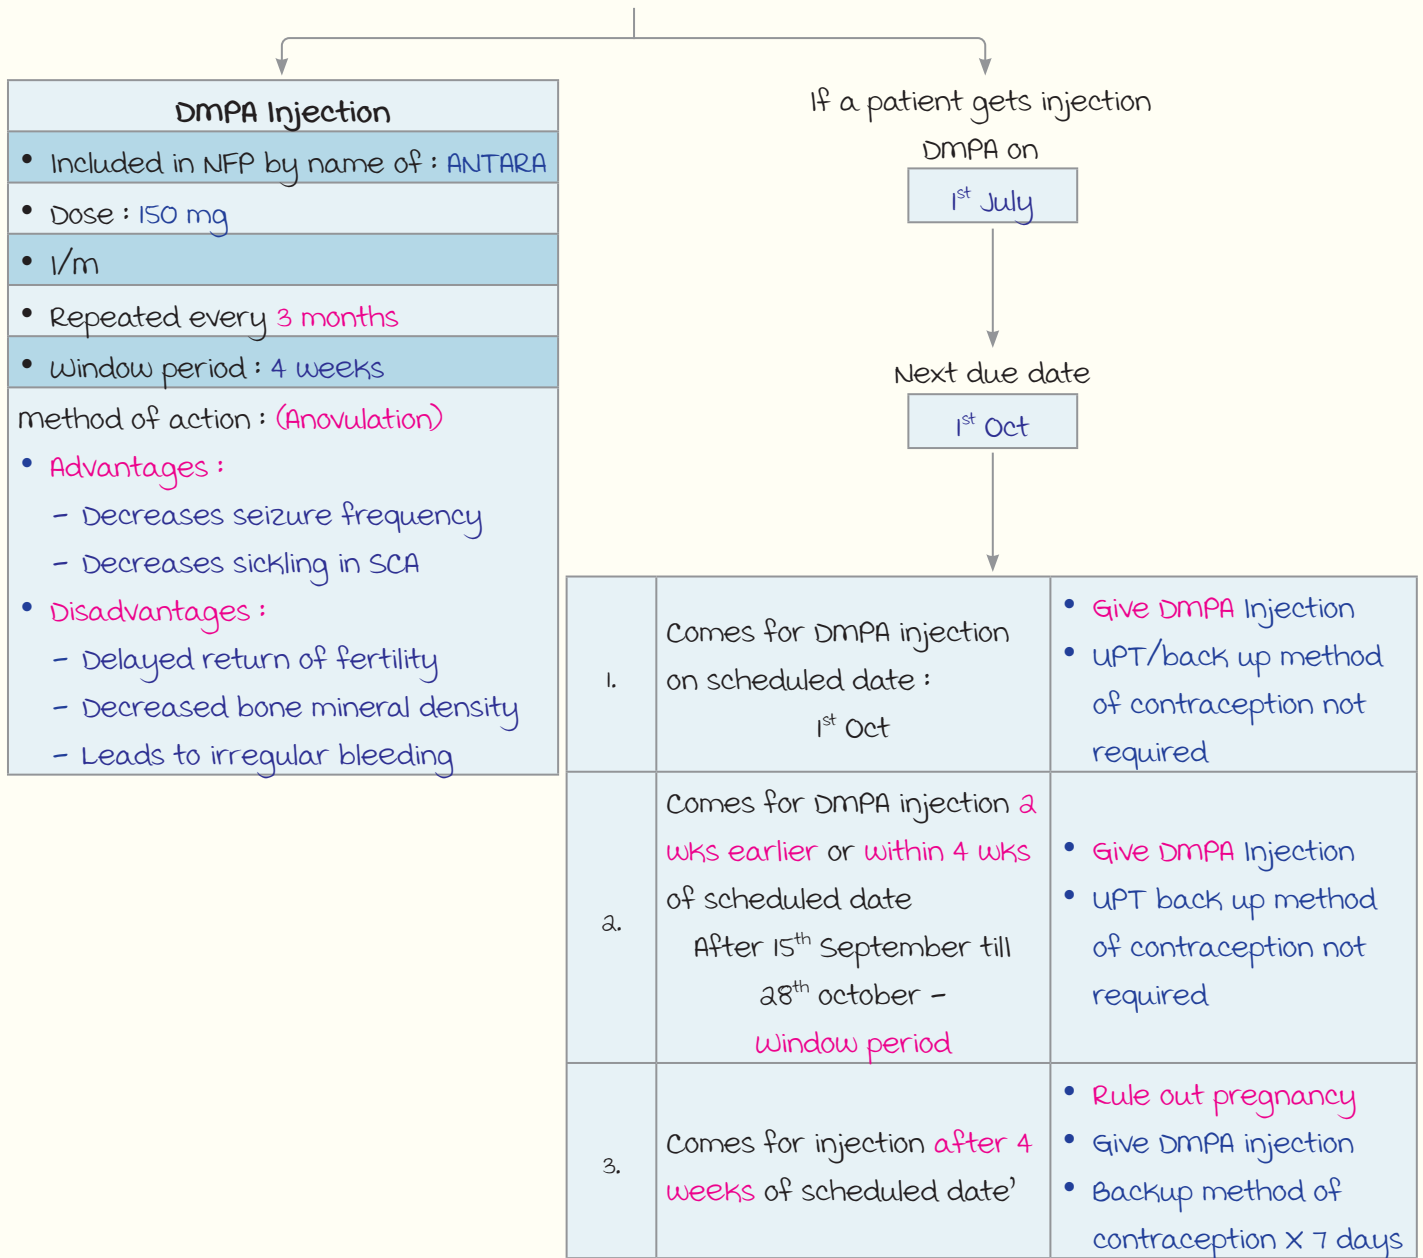 DMPA Injection
• Included in NFP by name of : ANTARA
• Dose : 150 mg
• I/m
• Repeated every 3 months
• Window period : 4 weeks
method of action : (Anovulation)
• Advantages :
– Decreases seizure frequency
– Decreases sickling in SCA
• Disadvantages :
– Delayed return of fertility
– Decreased bone mineral density
– Leads to irregular bleeding
If a patient gets injection
DMPA on
1st July
Next due date
1st Oct
1.
Comes for DMPA injection
on scheduled date :
1st Oct
• Give DMPA Injection
• UPT/back up method
of contraception not
required
2.
Comes for DMPA injection 2
wks earlier or within 4 wks
of scheduled date
After 15th September till
28th october –
Window period
• Give DMPA Injection
• UPT back up method
of contraception not
required
3.
Comes for injection after 4
weeks of scheduled date’
• Rule out pregnancy
• Give DMPA injection
• Backup method of
contraception X 7 days